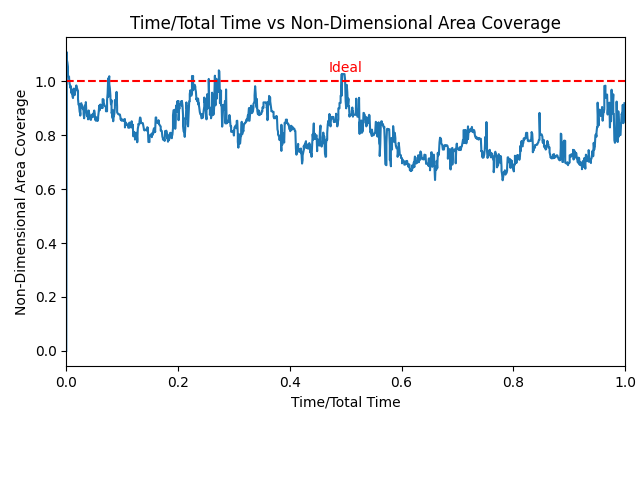 Time/Total Time vs Non-Dimensional Area Coverage
Non-Dimensional Area Coverage
1.0
0.8
0.6
0.4
0.2
0.0
Ideal
0.0 0.2 0.4 0.6 0.8 1.0
Time/Total Time